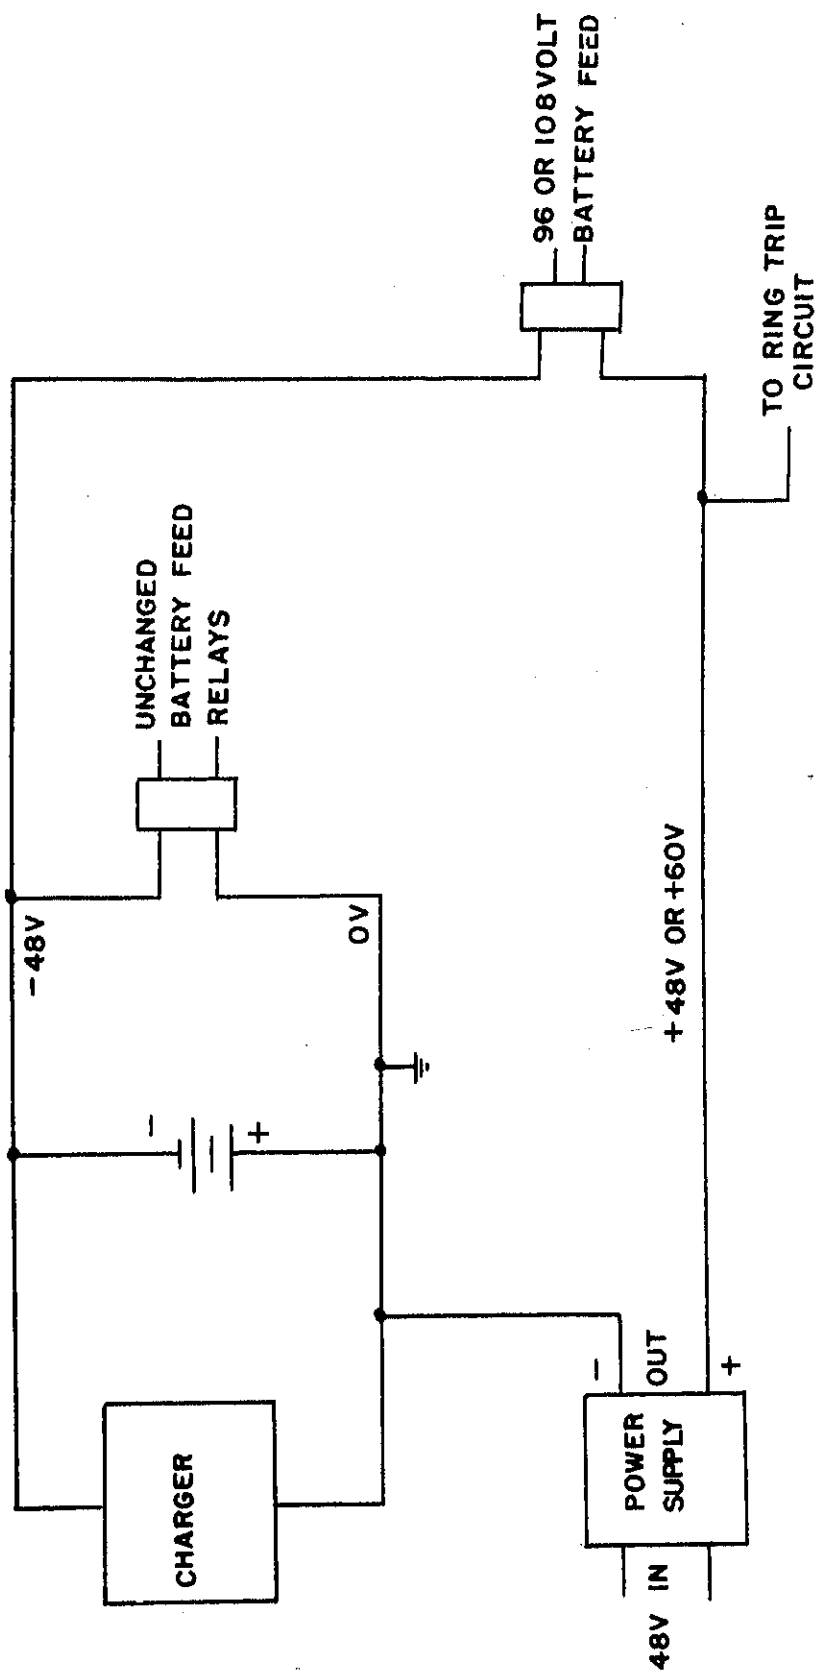 CHARGER
-
+
-48V
0V
UNCHANGED
BATTERY FEED
RELAYS
96 OR 108VOLT
BATTERY FEED
48V IN
POWER
SUPPLY
-
OUT
+
+48V OR +60V
TO RING TRIP
CIRCUIT